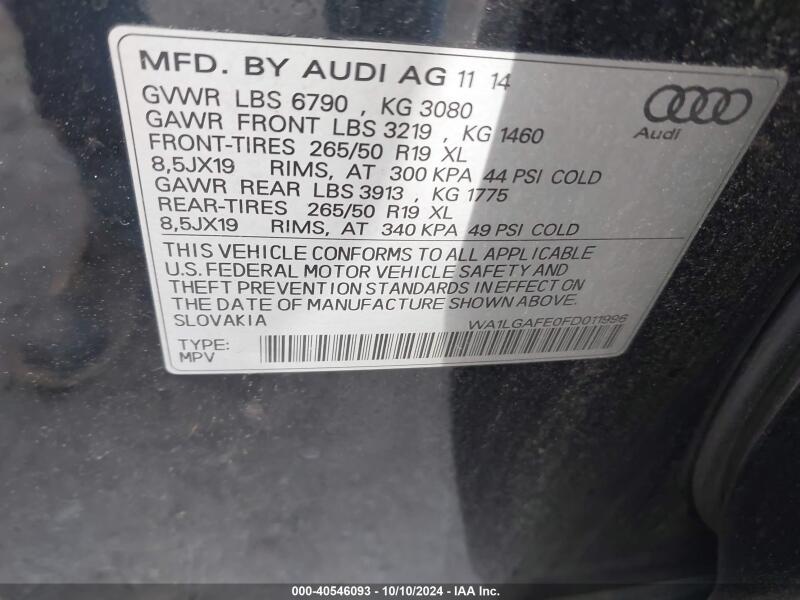 MFD. BY AUDI AG 11 14
GVWR LBS 6790 , KG 3080
GAWR FRONT LBS 3219 , KG 1460
FRONT-TIRES 265/50 R19 XL
8,5JX19 RIMS, AT 300 KPA 44 PSI COLD
GAWR REAR LBS 3913 , KG 1775
REAR-TIRES 265/50 R19 XL
8,5JX19 RIMS, AT 340 KPA 49 PSI COLD
Audi
THIS VEHICLE CONFORMS TO ALL APPLICABLE
U.S. FEDERAL MOTOR VEHICLE SAFETY AND
THEFT PREVENTION STANDARDS IN EFFECT ON
THE DATE OF MANUFACTURE SHOWN ABOVE.
SLOVAKIA WA1LGAFE0FD011996
TYPE:
MPV
000-40546093 - 10/10/2024 - IAA Inc.